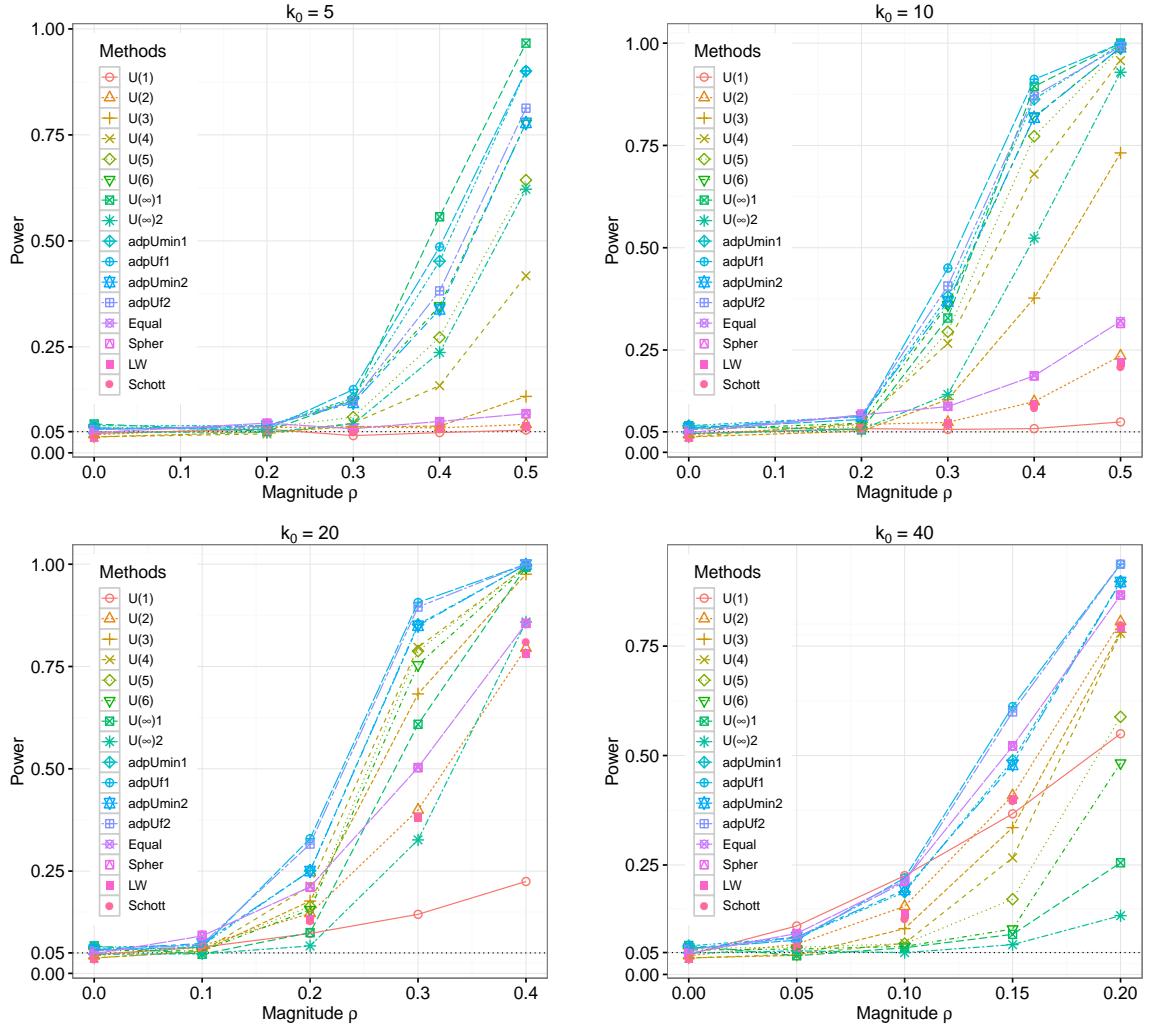 k₀ = 5
1.00
0.75
0.50
0.25
0.05
0.00
Power
Methods
U(1)
U(2)
U(3)
U(4)
U(5)
U(6)
U(∞)1
U(∞)2
adpUmin1
adpUf1
adpUmin2
adpUf2
Equal
Spher
LW
Schott
0.0 0.1 0.2 0.3 0.4 0.5
Magnitude ρ
k₀ = 10
1.00
0.75
0.50
0.25
0.05
0.00
Power
Methods
U(1)
U(2)
U(3)
U(4)
U(5)
U(6)
U(∞)1
U(∞)2
adpUmin1
adpUf1
adpUmin2
adpUf2
Equal
Spher
LW
Schott
0.0 0.1 0.2 0.3 0.4 0.5
Magnitude ρ
k₀ = 20
1.00
0.75
0.50
0.25
0.05
0.00
Power
Methods
U(1)
U(2)
U(3)
U(4)
U(5)
U(6)
U(∞)1
U(∞)2
adpUmin1
adpUf1
adpUmin2
adpUf2
Equal
Spher
LW
Schott
0.0 0.1 0.2 0.3 0.4
Magnitude ρ
k₀ = 40
0.75
0.50
0.25
0.05
0.00
Power
Methods
U(1)
U(2)
U(3)
U(4)
U(5)
U(6)
U(∞)1
U(∞)2
adpUmin1
adpUf1
adpUmin2
adpUf2
Equal
Spher
LW
Schott
0.00 0.05 0.10 0.15 0.20
Magnitude ρ